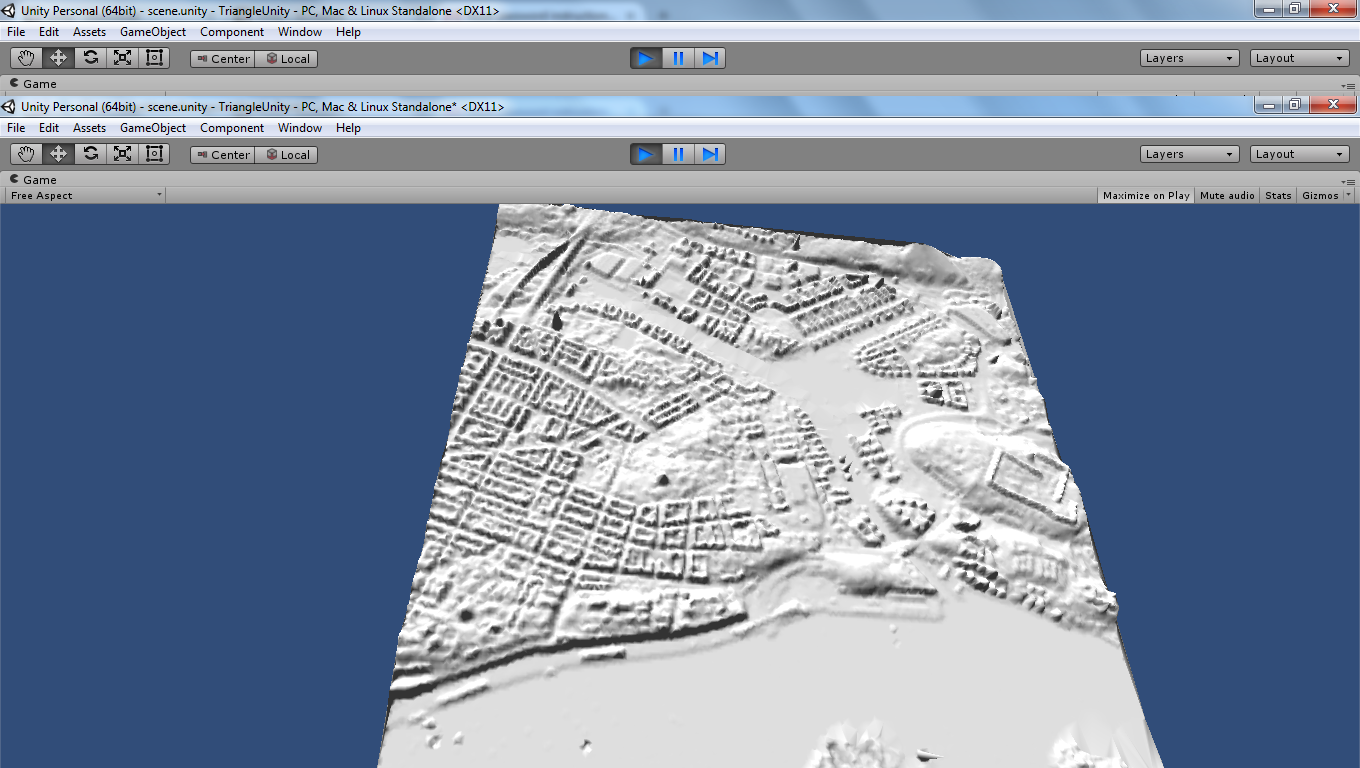 Unity Personal (64bit) - scene.unity - TriangleUnity - PC, Mac & Linux Standalone <DX11>
File Edit Assets GameObject Component Window Help
Center Local Layers Layout
Game
Unity Personal (64bit) - scene.unity - TriangleUnity - PC, Mac & Linux Standalone* <DX11>
File Edit Assets GameObject Component Window Help
Center Local Layers Layout
Game
Free Aspect Maximize on Play Mute audio Stats Gizmos